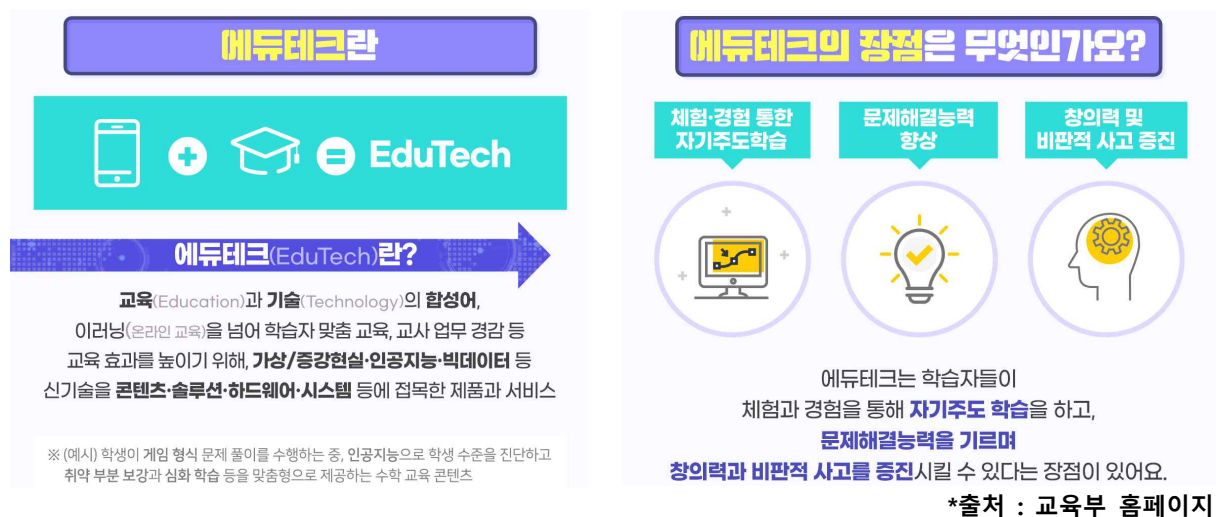 에듀테크란
EduTech
에듀테크(EduTech)란?
교육(Education)과 기술(Technology)의 합성어,
이러닝(온라인 교육)을 넘어 학습자 맞춤 교육, 교사 업무 경감 등
교육 효과를 높이기 위해, 가상/증강현실·인공지능·빅데이터 등
신기술을 콘텐츠·솔루션·하드웨어·시스템 등에 접목한 제품과 서비스
※ (예시) 학생이 게임 형식 문제 풀이를 수행하는 중, 인공지능으로 학생 수준을 진단하고
취약 부분 보강과 심화 학습 등을 맞춤형으로 제공하는 수학 교육 콘텐츠
에듀테크의 장점은 무엇인가요?
체험·경험 통한
자기주도학습
문제해결능력
향상
창의력 및
비판적 사고 증진
에듀테크는 학습자들이
체험과 경험을 통해 자기주도 학습을 하고,
문제해결능력을 기르며
창의력과 비판적 사고를 증진시킬 수 있다는 장점이 있어요.
*출처 : 교육부 홈페이지